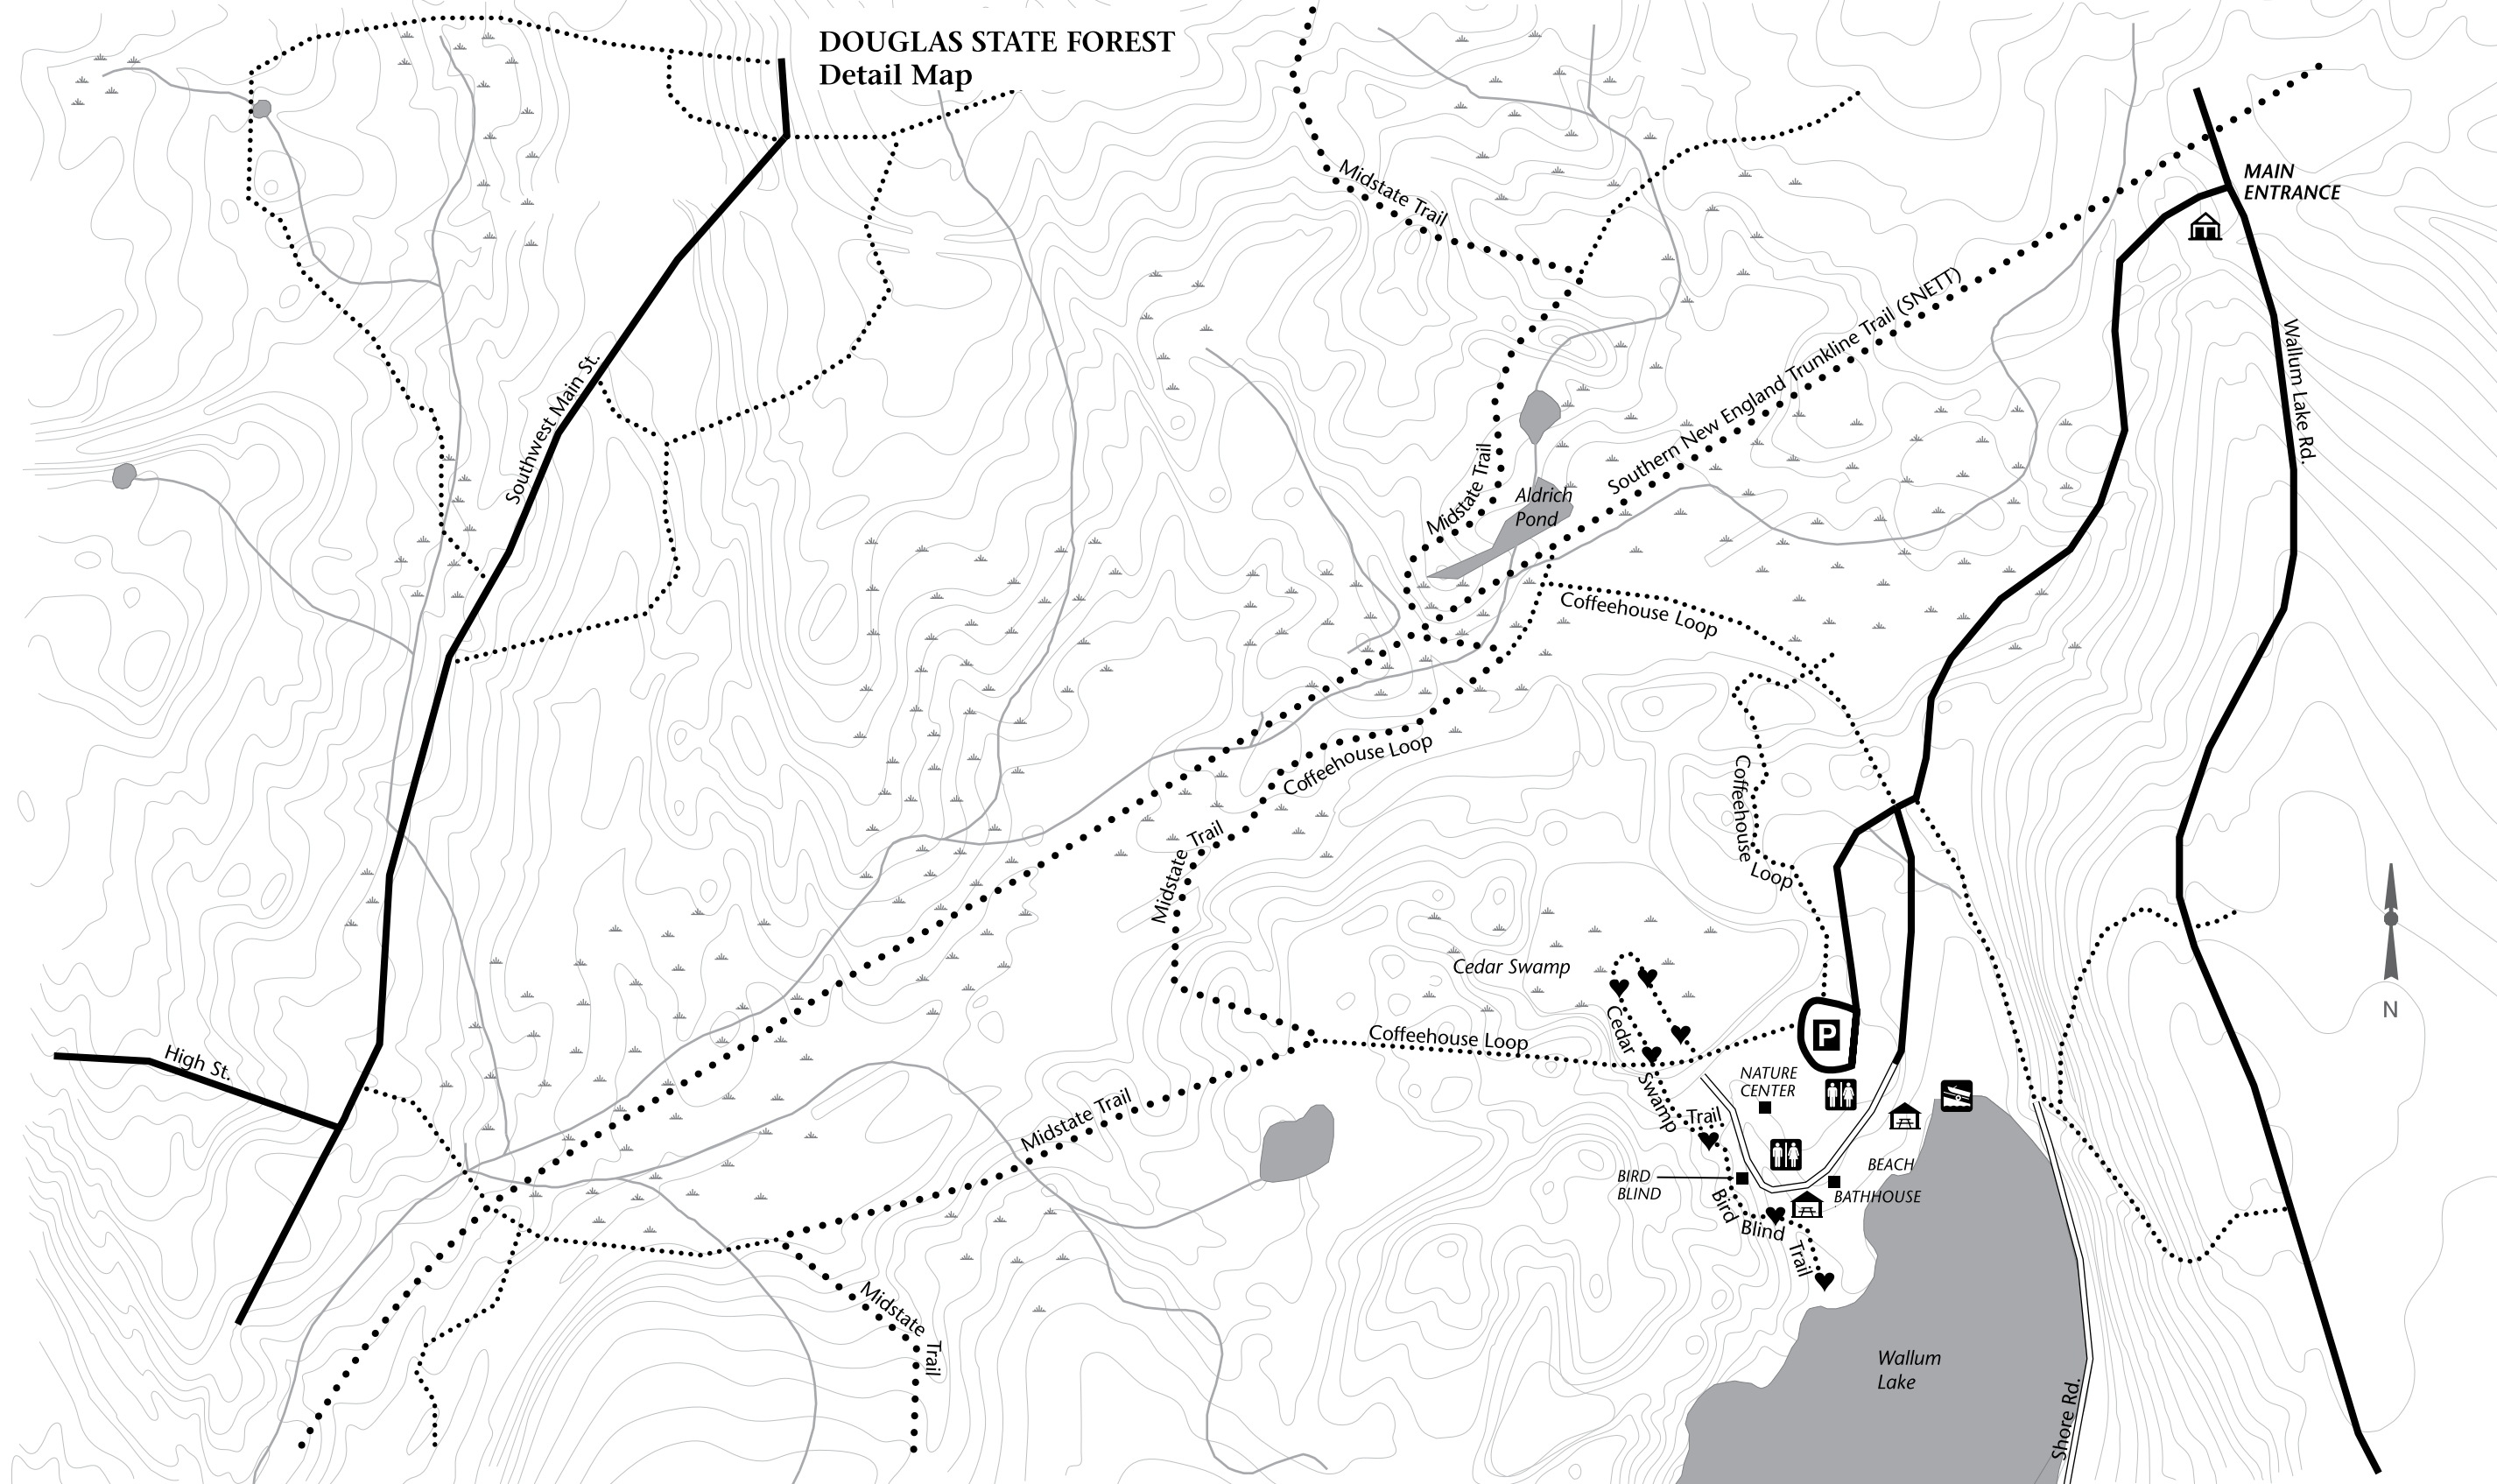 DOUGLAS STATE FOREST
Detail Map
Midstate Trail
MAIN
ENTRANCE
Southern New England Trunkline Trail (SNETT)
Wallum Lake Rd.
Southwest Main St.
Midstate Trail
Aldrich
Pond
Coffeehouse Loop
Coffeehouse Loop
Coffeehouse
Loop
Midstate Trail
Cedar Swamp
N
Coffeehouse Loop
High St.
Cedar
Swamp
Trail
NATURE
CENTER
P
Midstate Trail
BIRD
BLIND
BEACH
BATHHOUSE
Bird
Blind
Trail
Midstate
Trail
Wallum
Lake
Shore Rd.